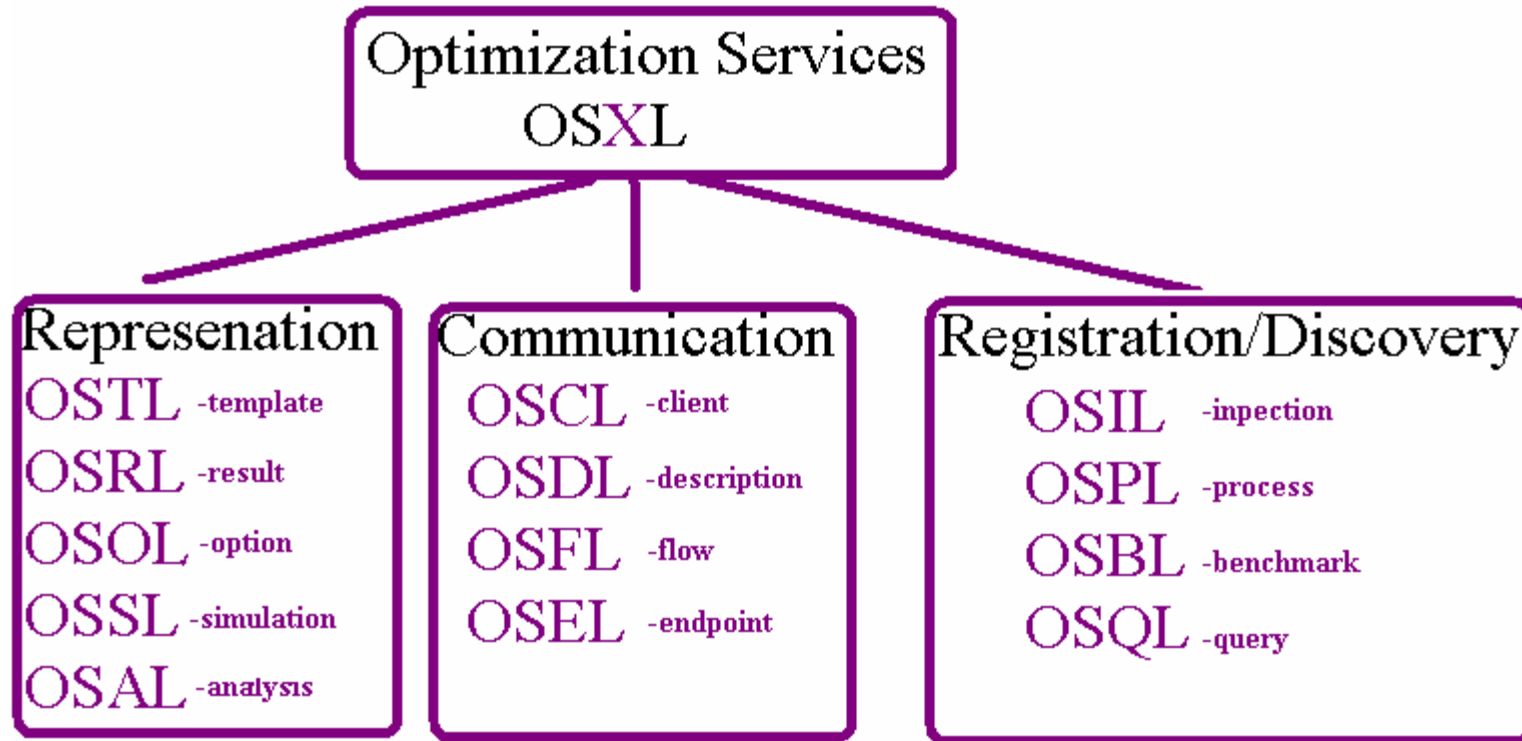 Optimization Services
OSXL
Represenation
OSTL -template
OSRL -result
OSOL -option
OSSL -simulation
OSAL -analysis
Communication
OSCL -client
OSDL -description
OSFL -flow
OSEL -endpoint
Registration/Discovery
OSIL -inpection
OSPL -process
OSBL -benchmark
OSQL -query